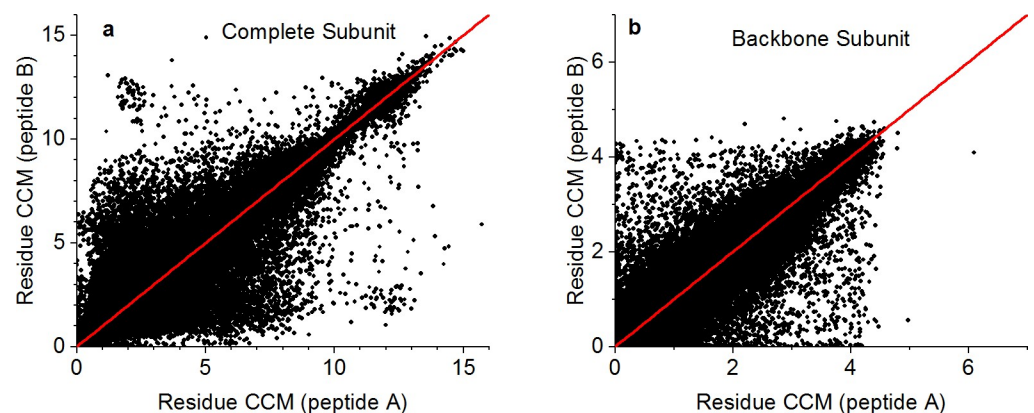 a
Complete Subunit
15
10
5
0
0
5
10
15
Residue CCM (peptide B)
Residue CCM (peptide A)
b
Backbone Subunit
6
4
2
0
0
2
4
6
Residue CCM (peptide B)
Residue CCM (peptide A)